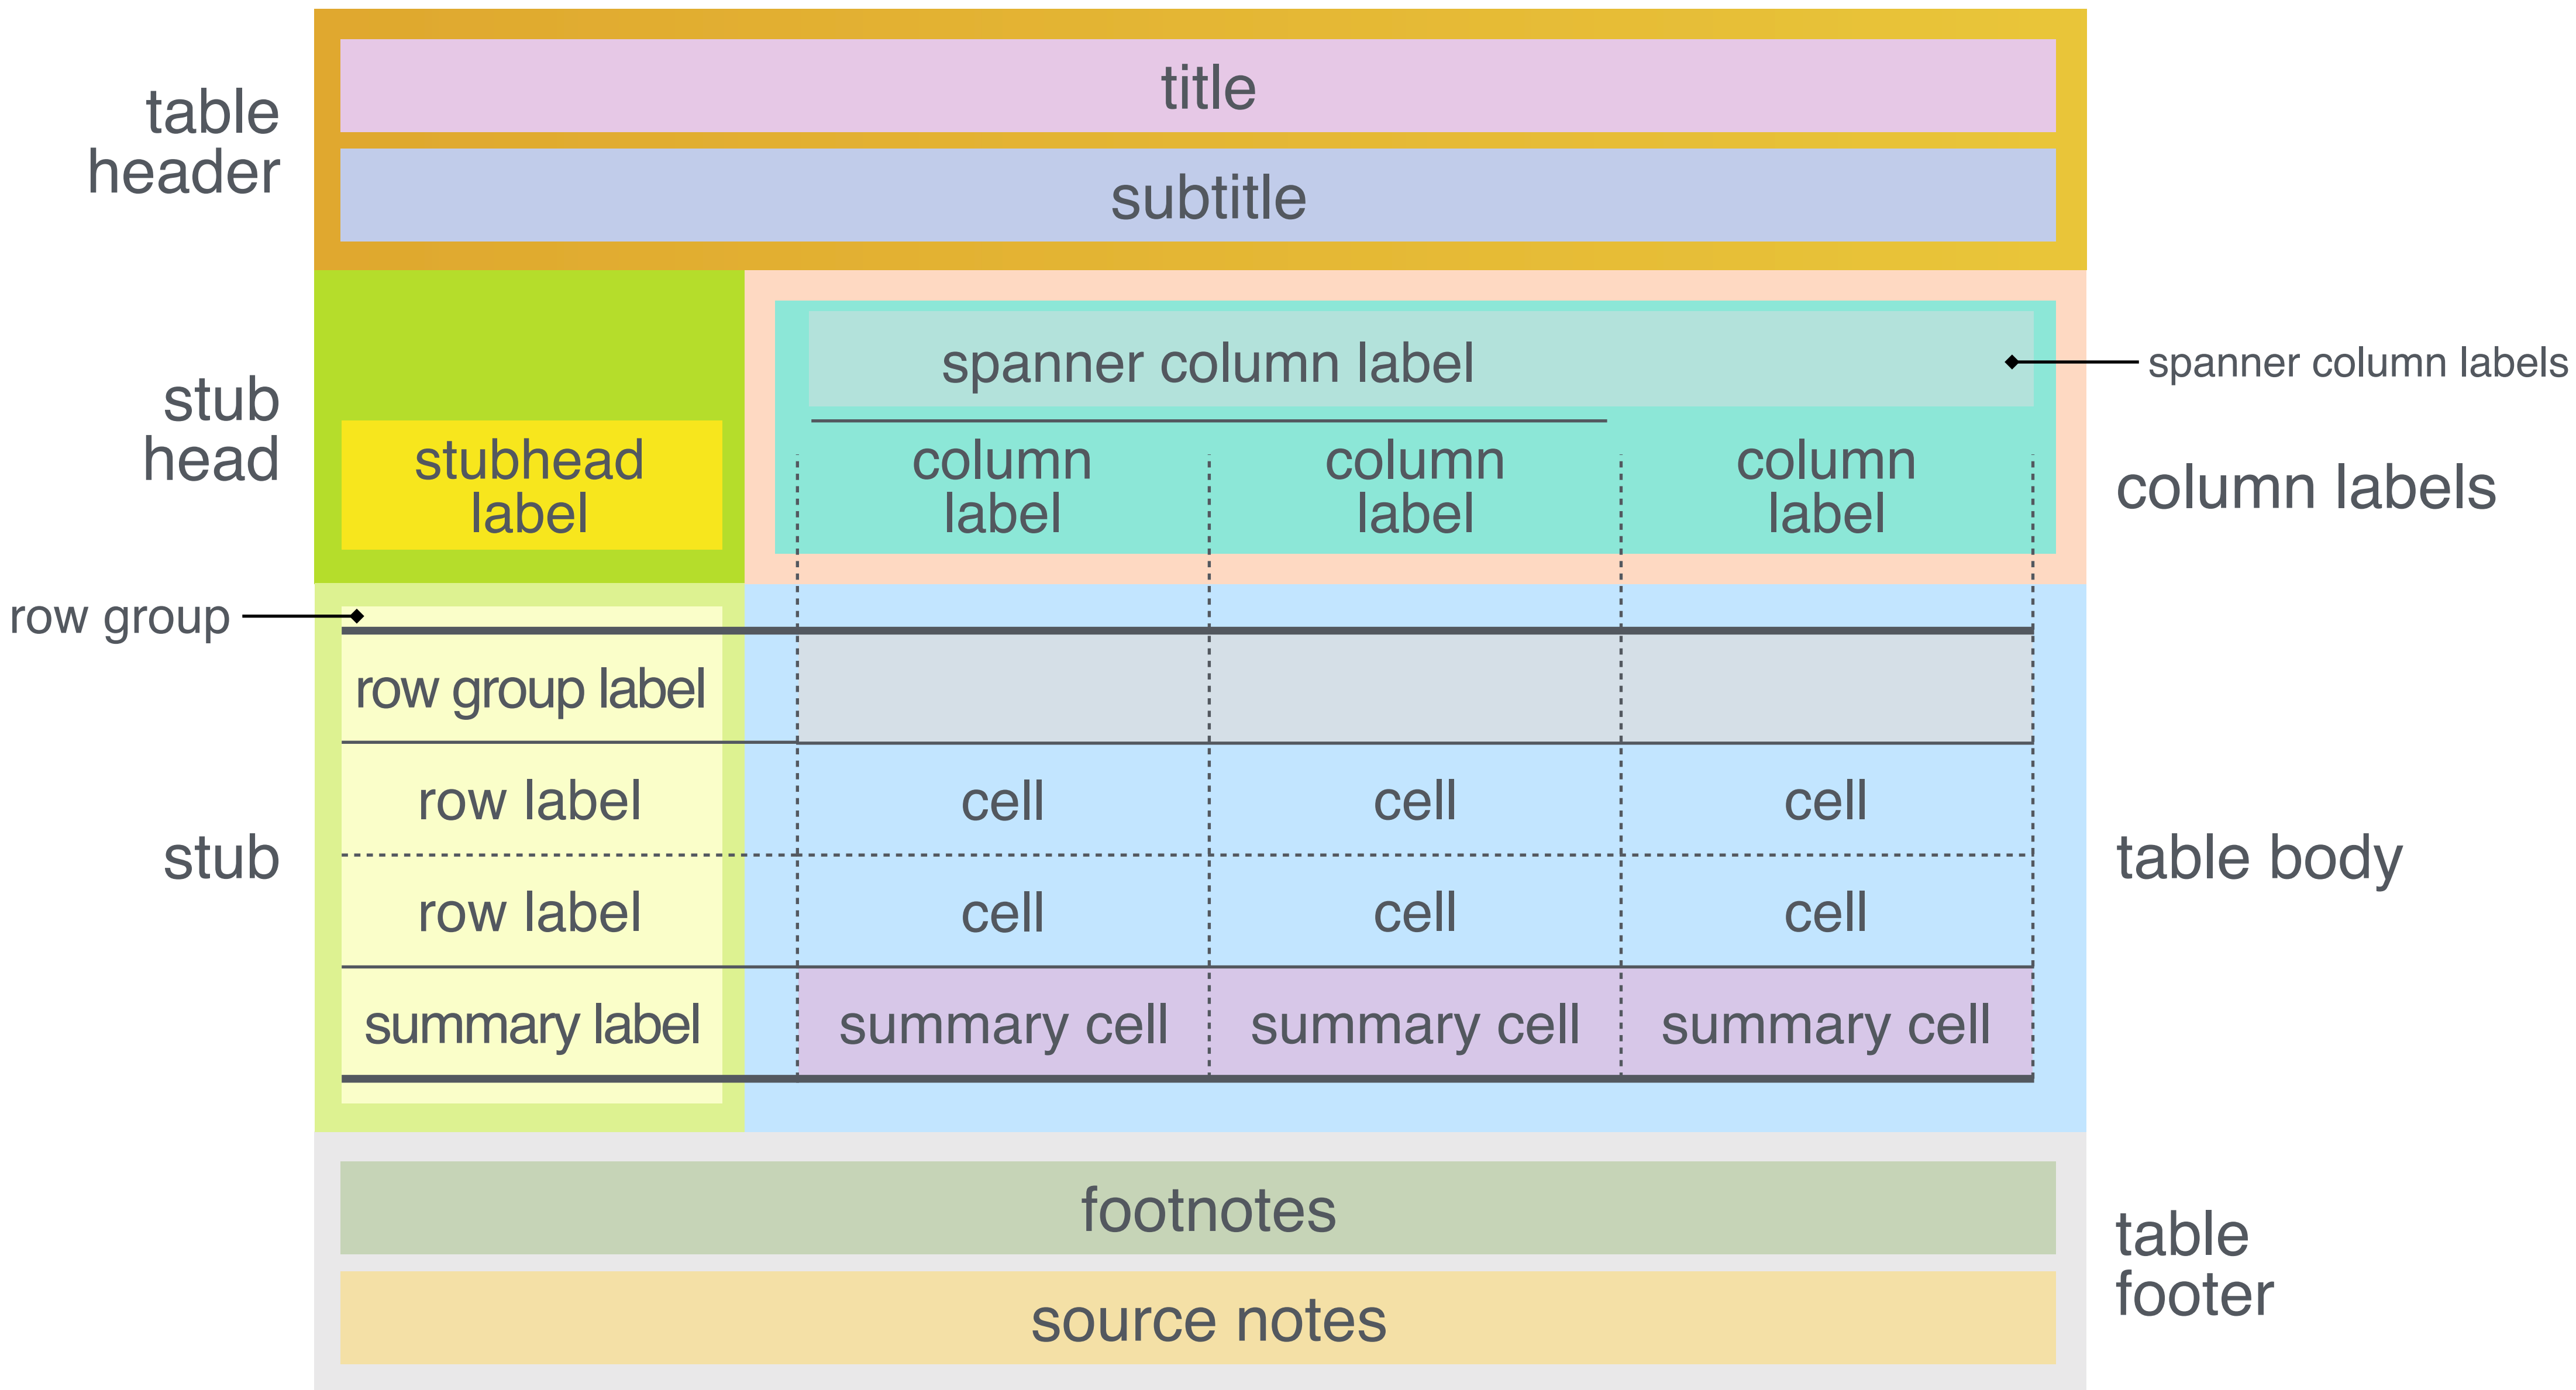 title
table
header
subtitle
spanner column label
spanner column labels
stub
head
stubhead
label
column
label
column
label
column
label
column labels
row group
row group label
row label
cell
cell
cell
stub
table body
row label
cell
cell
cell
summary label
summary cell
summary cell
summary cell
footnotes
table
footer
source notes